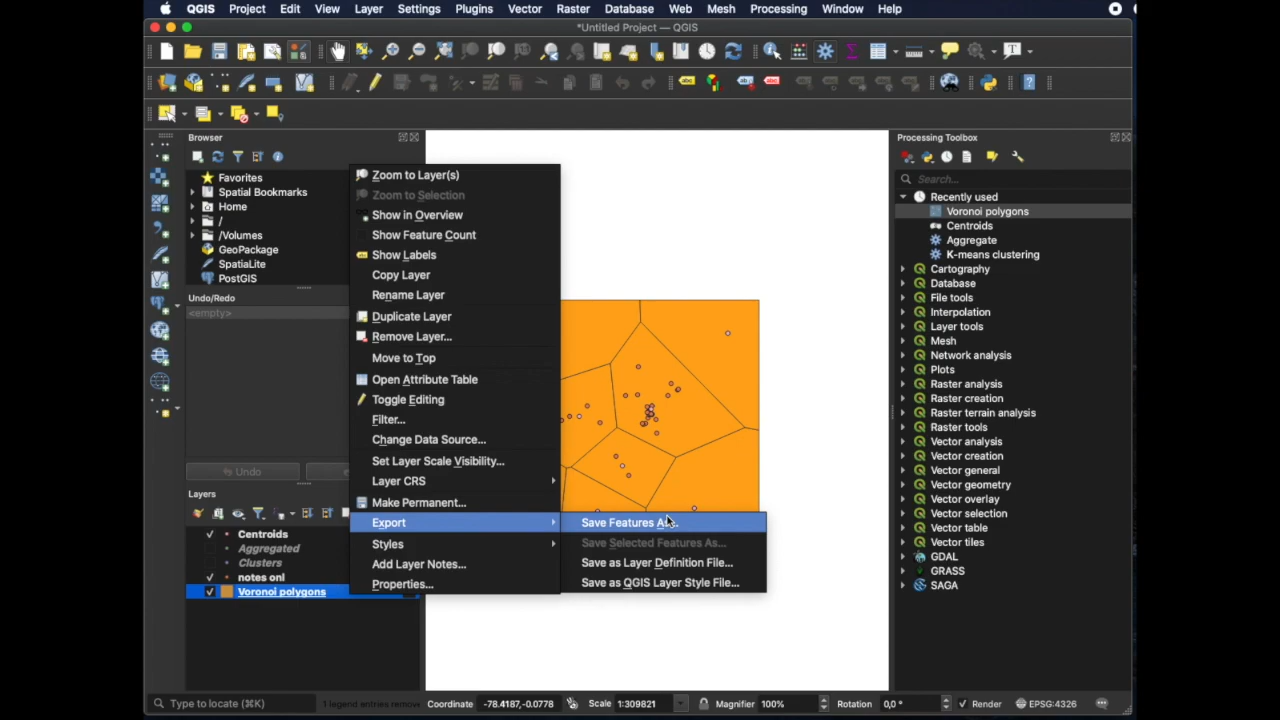 QGIS Project Edit View Layer Settings Plugins Vector Raster Database Web Mesh Processing Window Help
*Untitled Project — QGIS
Browser
Favorites
Spatial Bookmarks
Home
/
/Volumes
GeoPackage
SpatiaLite
PostGIS
Undo/Redo
<empty>
Undo
Layers
Centroids
Aggregated
Clusters
notes onl
Voronoi polygons
Zoom to Layer(s)
Zoom to Selection
Show in Overview
Show Feature Count
Show Labels
Copy Layer
Rename Layer
Duplicate Layer
Remove Layer...
Move to Top
Open Attribute Table
Toggle Editing
Filter...
Change Data Source...
Set Layer Scale Visibility...
Layer CRS
Make Permanent...
Export
Styles
Add Layer Notes...
Properties...
Save Features As...
Save Selected Features As...
Save as Layer Definition File...
Save as QGIS Layer Style File...
Processing Toolbox
Search...
Recently used
Voronoi polygons
Centroids
Aggregate
K-means clustering
Cartography
Database
File tools
Interpolation
Layer tools
Mesh
Network analysis
Plots
Raster analysis
Raster creation
Raster terrain analysis
Raster tools
Vector analysis
Vector creation
Vector general
Vector geometry
Vector overlay
Vector selection
Vector table
Vector tiles
GDAL
GRASS
SAGA
Type to locate (⌘K) 1 legend entries remov Coordinate -78.4187,-0.0778 Scale 1:309821 Magnifier 100% Rotation 0,0 ° Render EPSG:4326